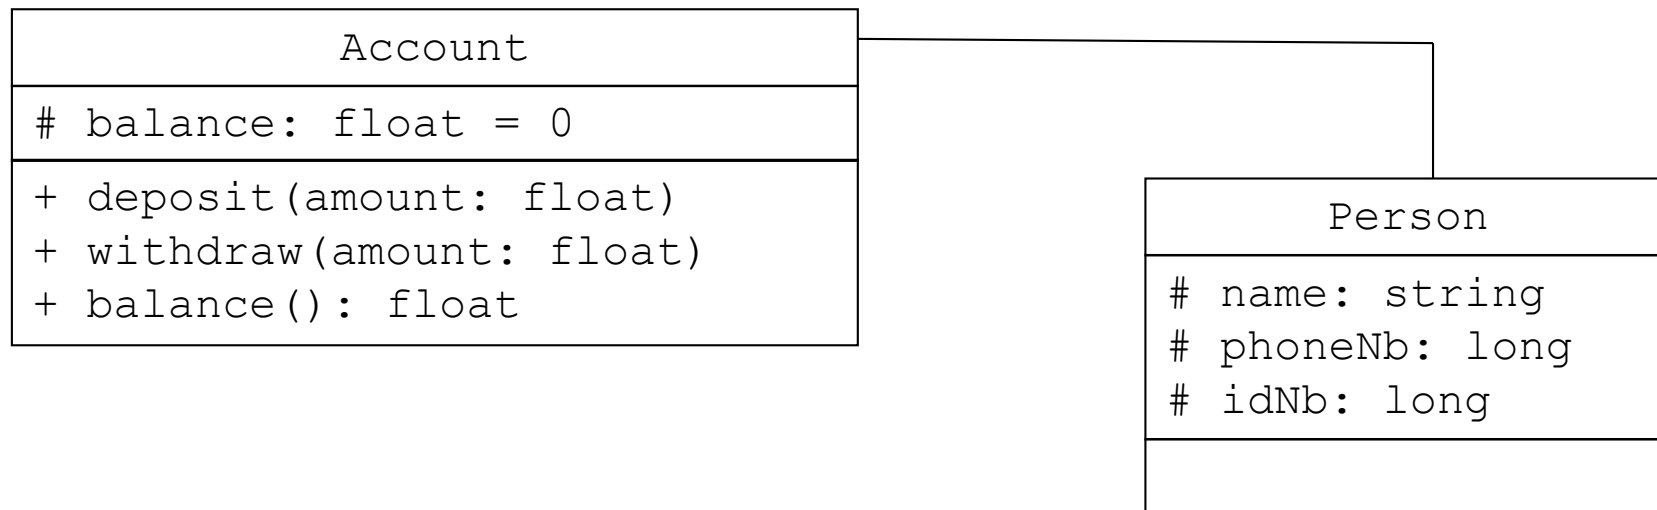 Account
# balance: float = 0
+ deposit(amount: float)
+ withdraw(amount: float)
+ balance(): float
Person
# name: string
# phoneNb: long
# idNb: long